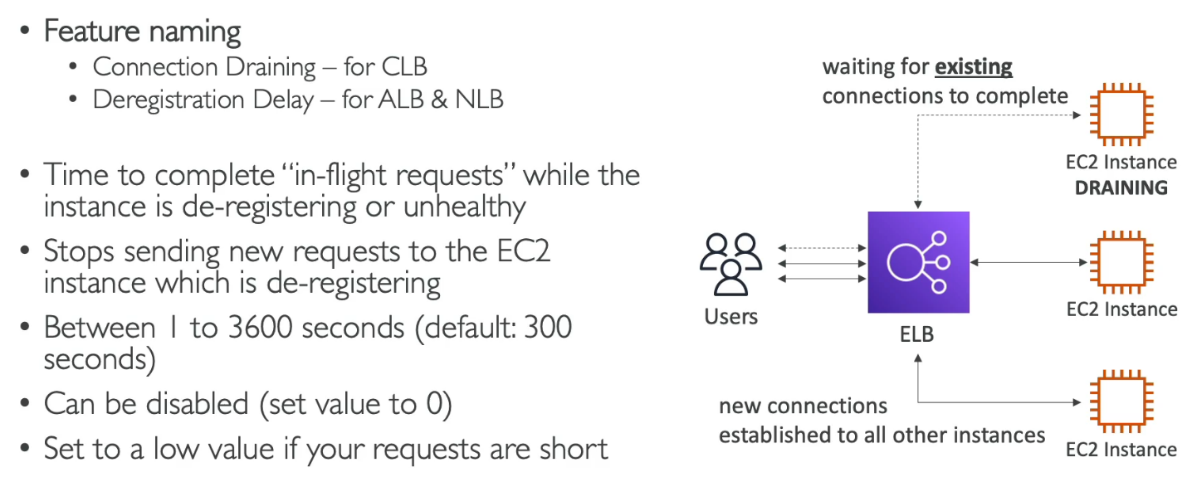 • Feature naming
• Connection Draining – for CLB
• Deregistration Delay – for ALB & NLB
• Time to complete “in-flight requests” while the
instance is de-registering or unhealthy
• Stops sending new requests to the EC2
instance which is de-registering
• Between 1 to 3600 seconds (default: 300
seconds)
• Can be disabled (set value to 0)
• Set to a low value if your requests are short
waiting for existing
connections to complete
EC2 Instance
DRAINING
Users
ELB
EC2 Instance
new connections
established to all other instances
EC2 Instance